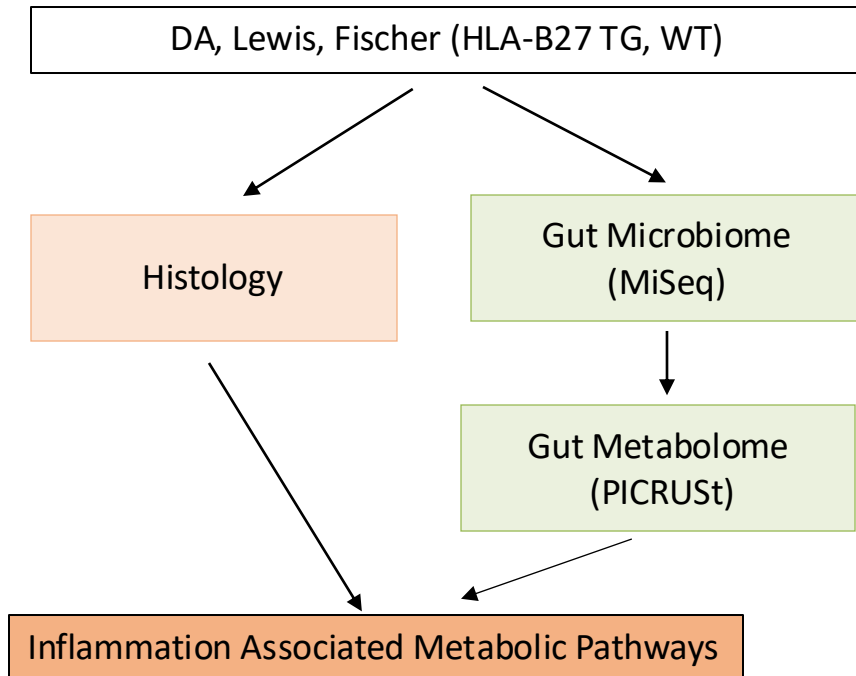 DA, Lewis, Fischer (HLA-B27 TG, WT)
Histology
Gut Microbiome
(MiSeq)
Gut Metabolome
(PICRUSt)
Inflammation Associated Metabolic Pathways